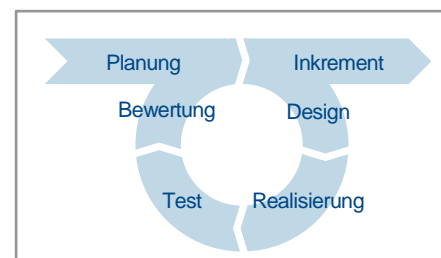 Planung
Inkrement
Bewertung
Design
Test
Realisierung